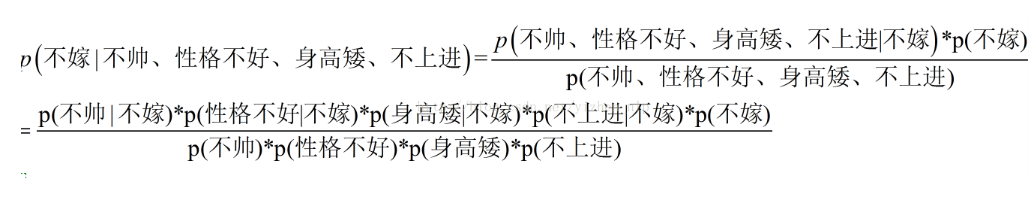 p(不嫁|不帅、性格不好、身高矮、不上进)=
p(不帅、性格不好、身高矮、不上进|不嫁)*p(不嫁)
p(不帅、性格不好、身高矮、不上进)
=
p(不帅|不嫁)*p(性格不好|不嫁)*p(身高矮|不嫁)*p(不上进|不嫁)*p(不嫁)
p(不帅)*p(性格不好)*p(身高矮)*p(不上进)